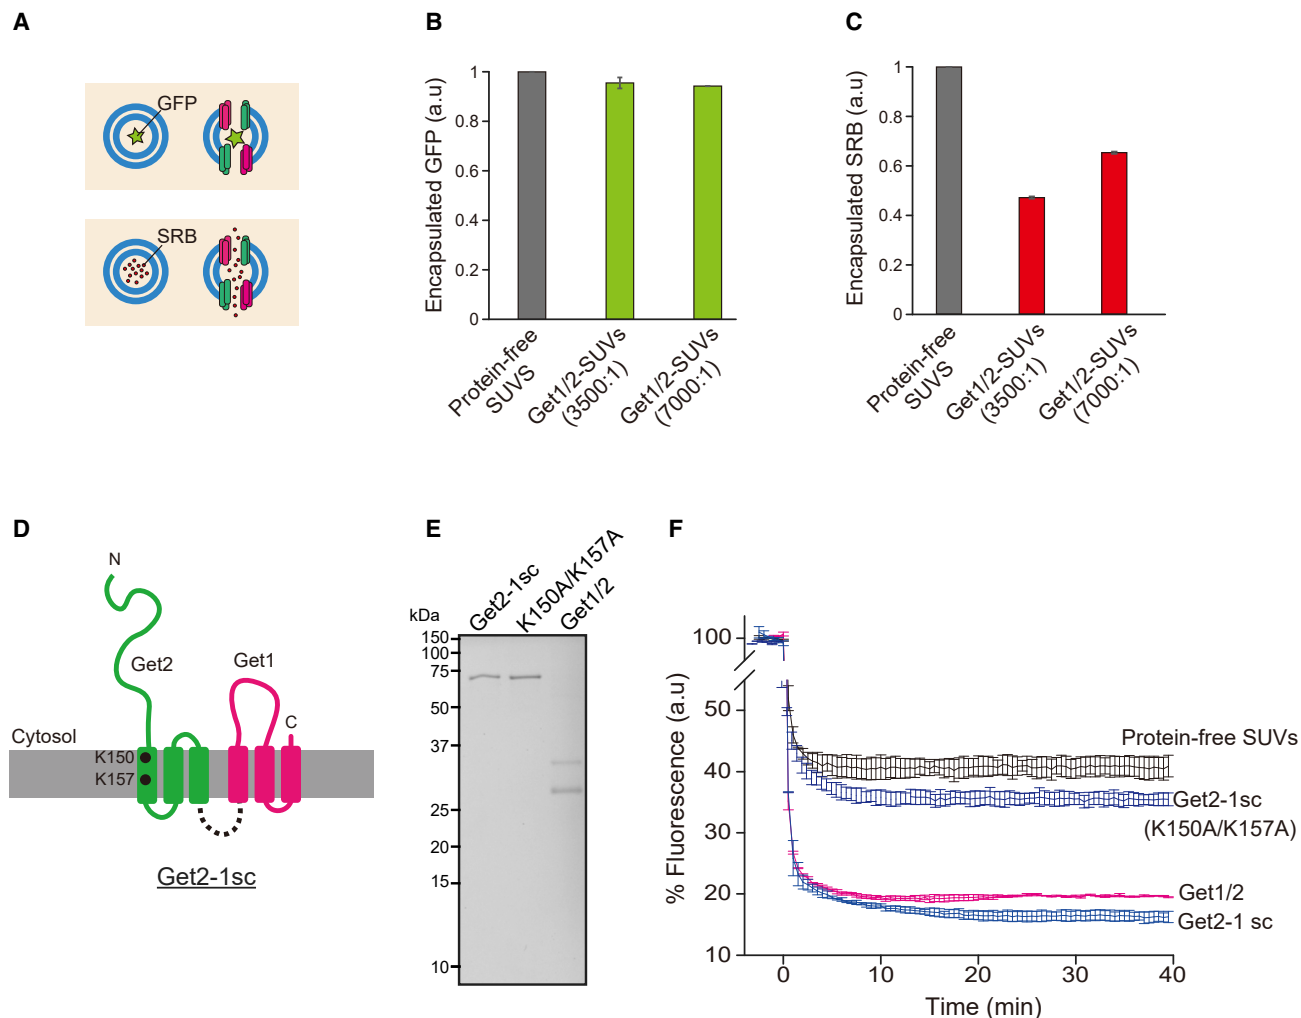 A
GFP
SRB
B
Encapsulated GFP (a.u)
1
0.8
0.6
0.4
0.2
0
Protein-free
SUVS
Get1/2-SUVs
(3500:1)
Get1/2-SUVs
(7000:1)
C
Encapsulated SRB (a.u)
1
0.8
0.6
0.4
0.2
0
Protein-free
SUVS
Get1/2-SUVs
(3500:1)
Get1/2-SUVs
(7000:1)
D
N
Get2
Get1
C
Cytosol
K150
K157
Get2-1sc
E
kDa
Get2-1sc
K150A/K157A
Get1/2
150
100
75
50
37
25
20
15
10
F
% Fluorescence (a.u)
100
50
40
30
20
10
Protein-free SUVs
Get2-1sc
(K150A/K157A)
Get1/2
Get2-1 sc
0
10
20
30
40
Time (min)